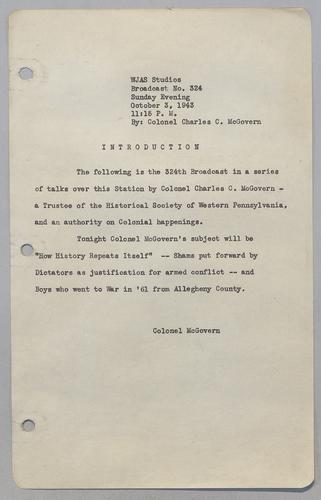 WJAS Studios
Broadcast No. 324
Sunday Evening
October 3, 1943
11:15 P. M.
By: Colonel Charles C. McGovern
I N T R O D U C T I O N
The following is the 324th Broadcast in a series
of talks over this Station by Colonel Charles C. McGovern -
a Trustee of the Historical Society of Western Pennsylvania,
and an authority on Colonial happenings.
Tonight Colonel McGovern's subject will be
"How History Repeats Itself" -- Shams put forward by
Dictators as justification for armed conflict -- and
Boys who went to War in '61 from Allegheny County.
Colonel McGovern